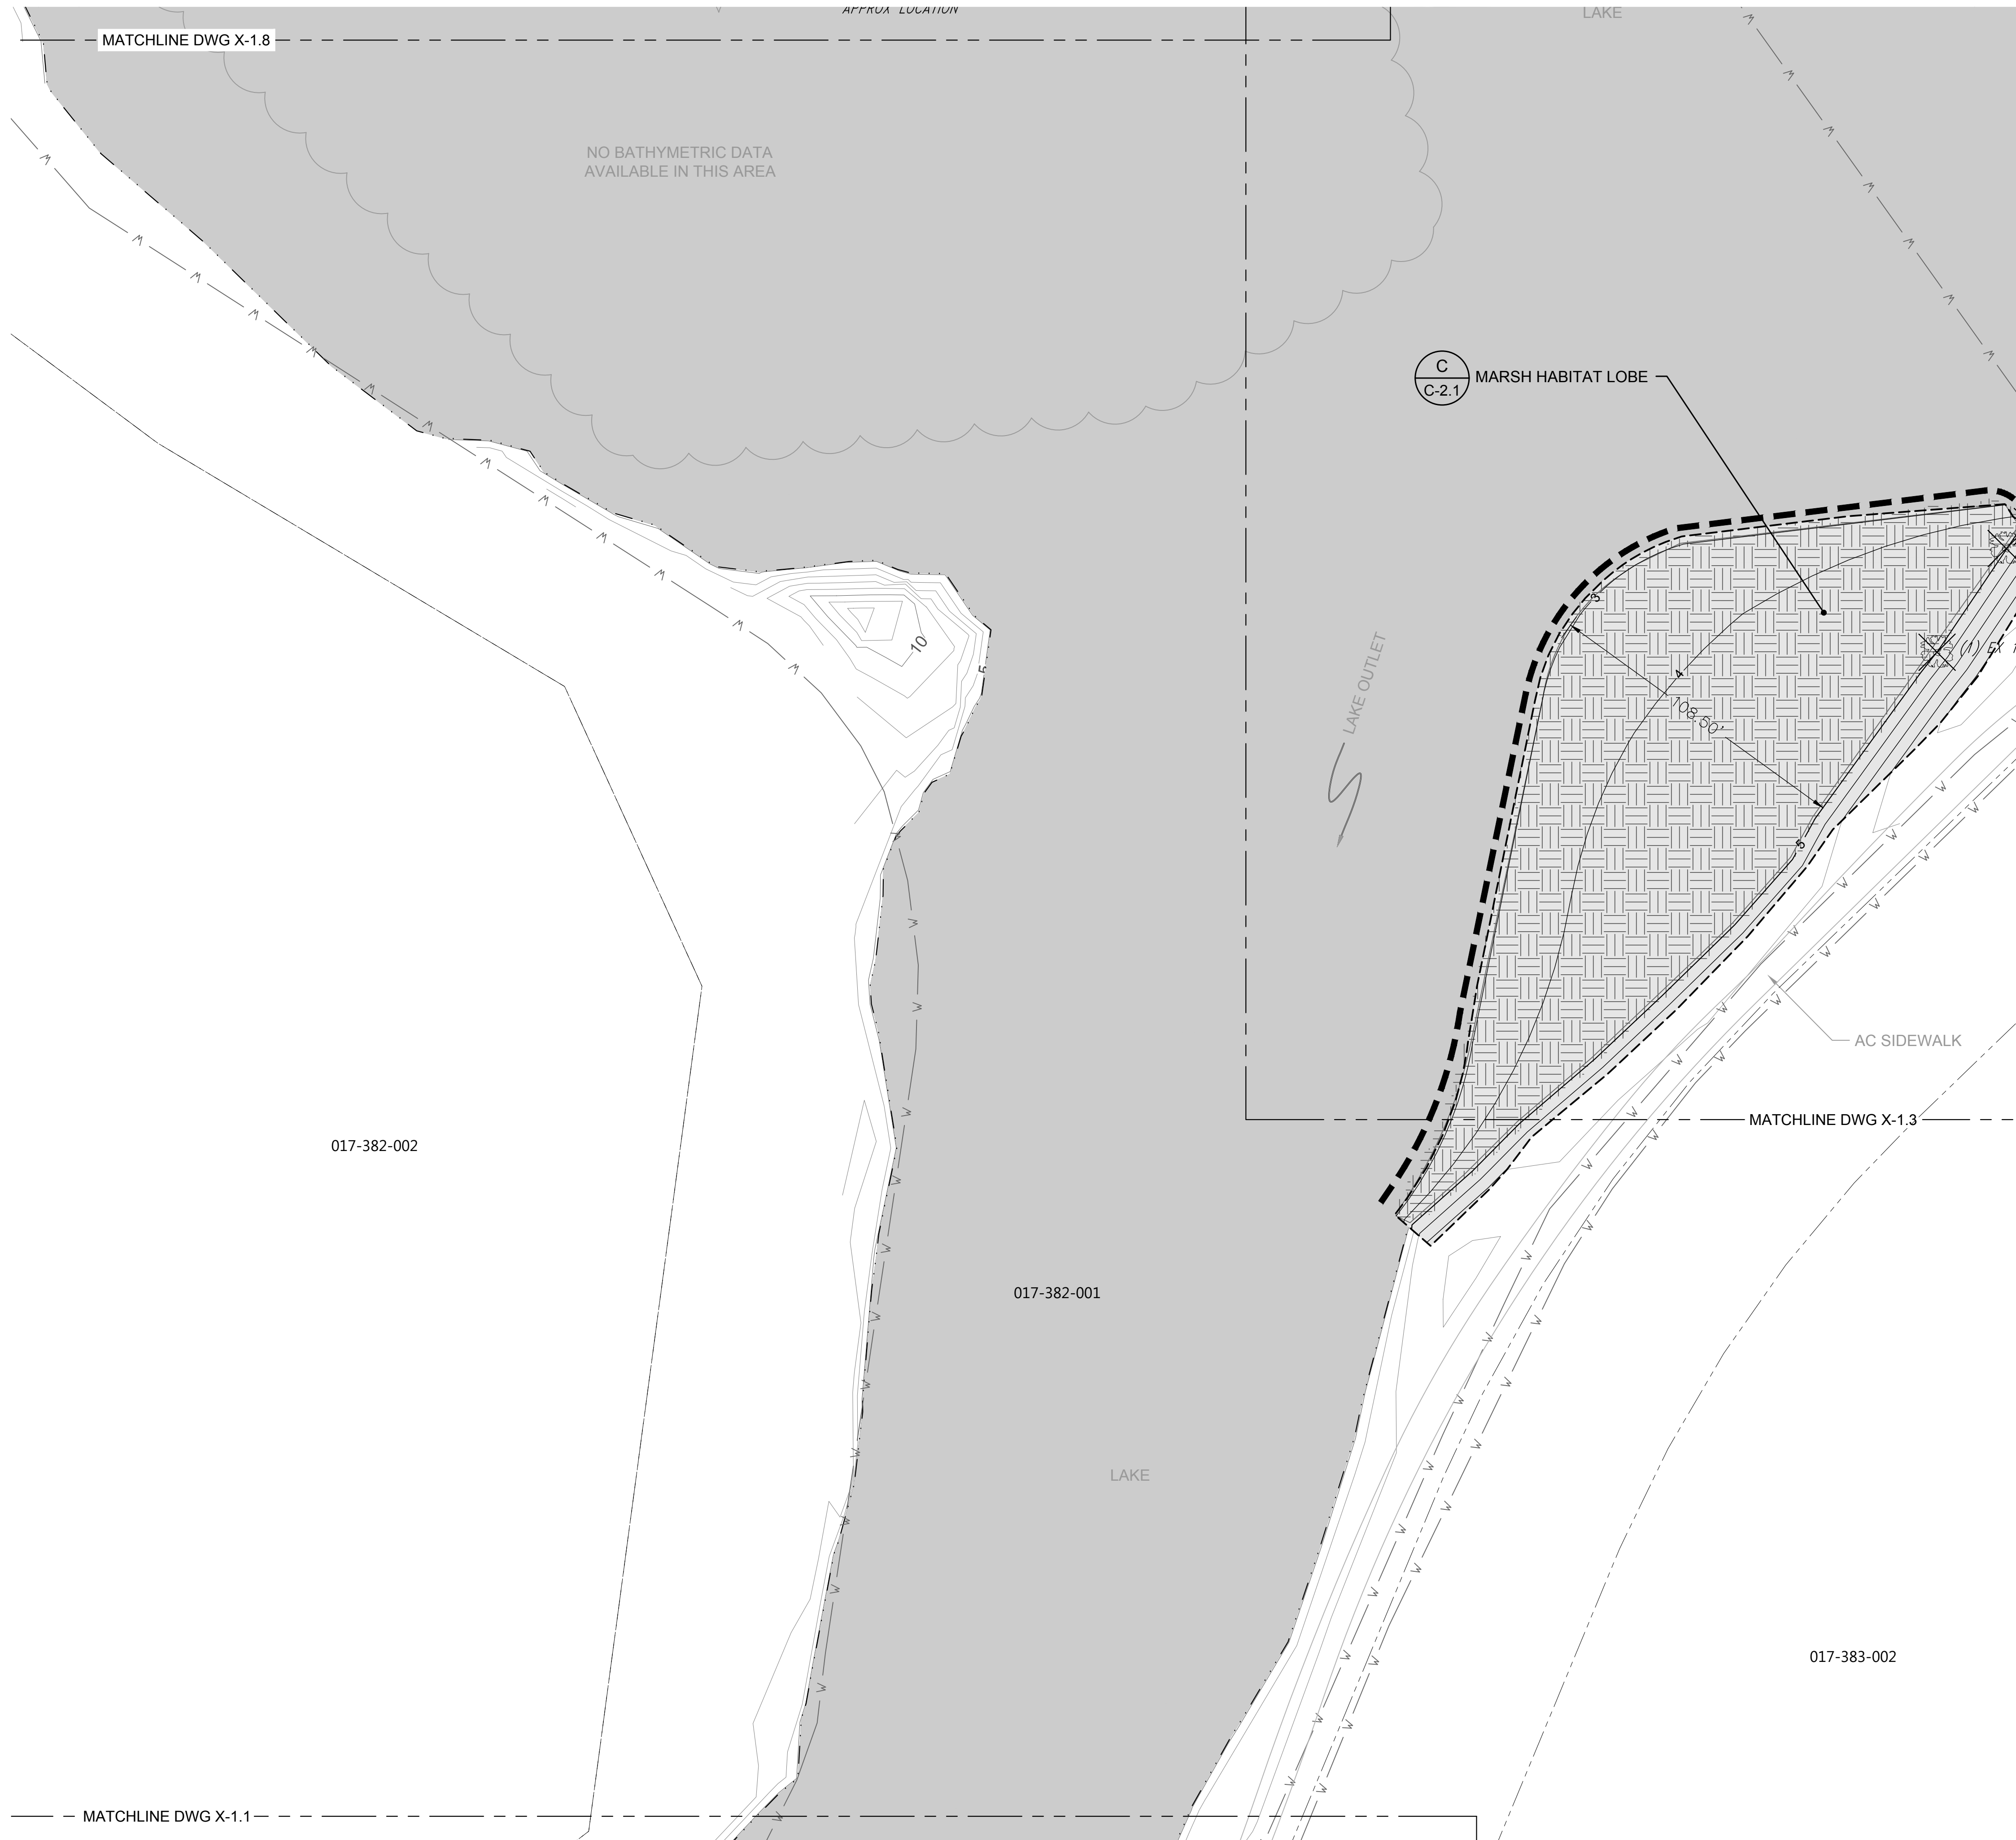 APPROX LOCATION
LAKE
MATCHLINE DWG X-1.8
NO BATHYMETRIC DATA
AVAILABLE IN THIS AREA
C
C-2.1
MARSH HABITAT LOBE
3
10
5
(1) EX
4
LAKE OUTLET
108.50'
5
AC SIDEWALK
MATCHLINE DWG X-1.3
017-382-002
017-382-001
LAKE
017-383-002
MATCHLINE DWG X-1.1
W